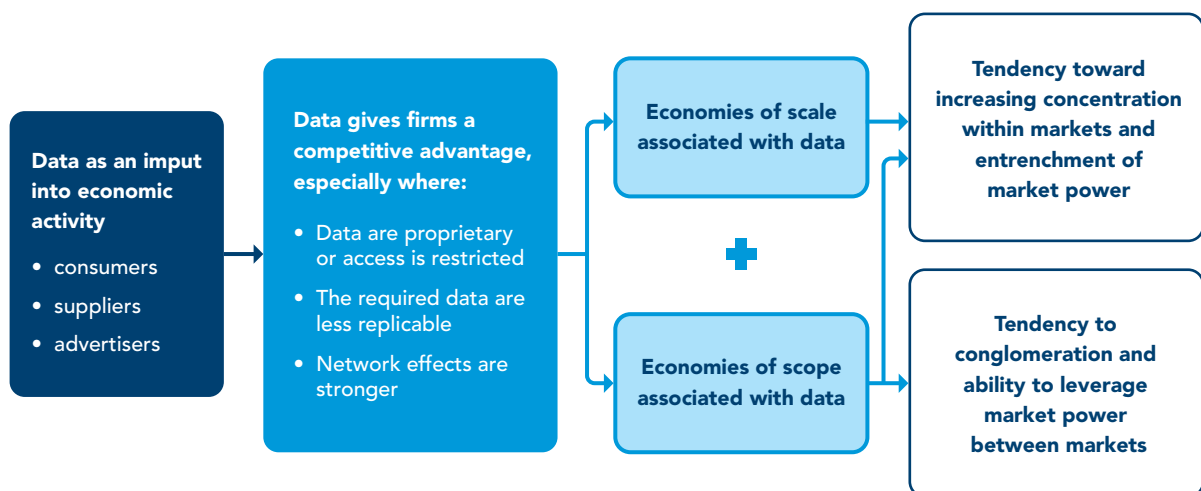 Data as an imput
into economic
activity
• consumers
• suppliers
• advertisers
Data gives firms a
competitive advantage,
especially where:
• Data are proprietary
or access is restricted
• The required data are
less replicable
• Network effects are
stronger
Economies of scale
associated with data
Economies of scope
associated with data
Tendency toward
increasing concentration
within markets and
entrenchment of
market power
Tendency to
conglomeration and
ability to leverage
market power
between markets